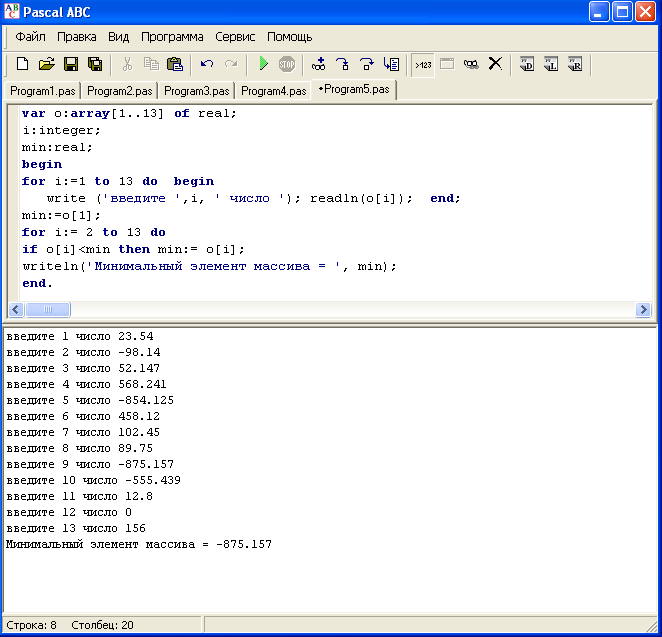 Pascal ABC
Файл Правка Вид Программа Сервис Помощь
Program1.pas Program2.pas Program3.pas Program4.pas •Program5.pas
var o:array[1..13] of real;
i:integer;
min:real;
begin
for i:=1 to 13 do  begin
   write ('введите ',i, ' число '); readln(o[i]);  end;
min:=o[1];
for i:= 2 to 13 do
if o[i]<min then min:= o[i];
writeln('Минимальный элемент массива = ', min);
end.
введите 1 число 23.54
введите 2 число -98.14
введите 3 число 52.147
введите 4 число 568.241
введите 5 число -854.125
введите 6 число 458.12
введите 7 число 102.45
введите 8 число 89.75
введите 9 число -875.157
введите 10 число -555.439
введите 11 число 12.8
введите 12 число 0
введите 13 число 156
Минимальный элемент массива = -875.157
Строка: 8 Столбец: 20